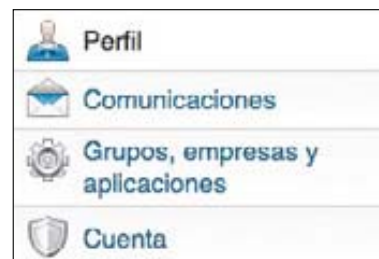 Perfil
Comunicaciones
Grupos, empresas y
aplicaciones
Cuenta